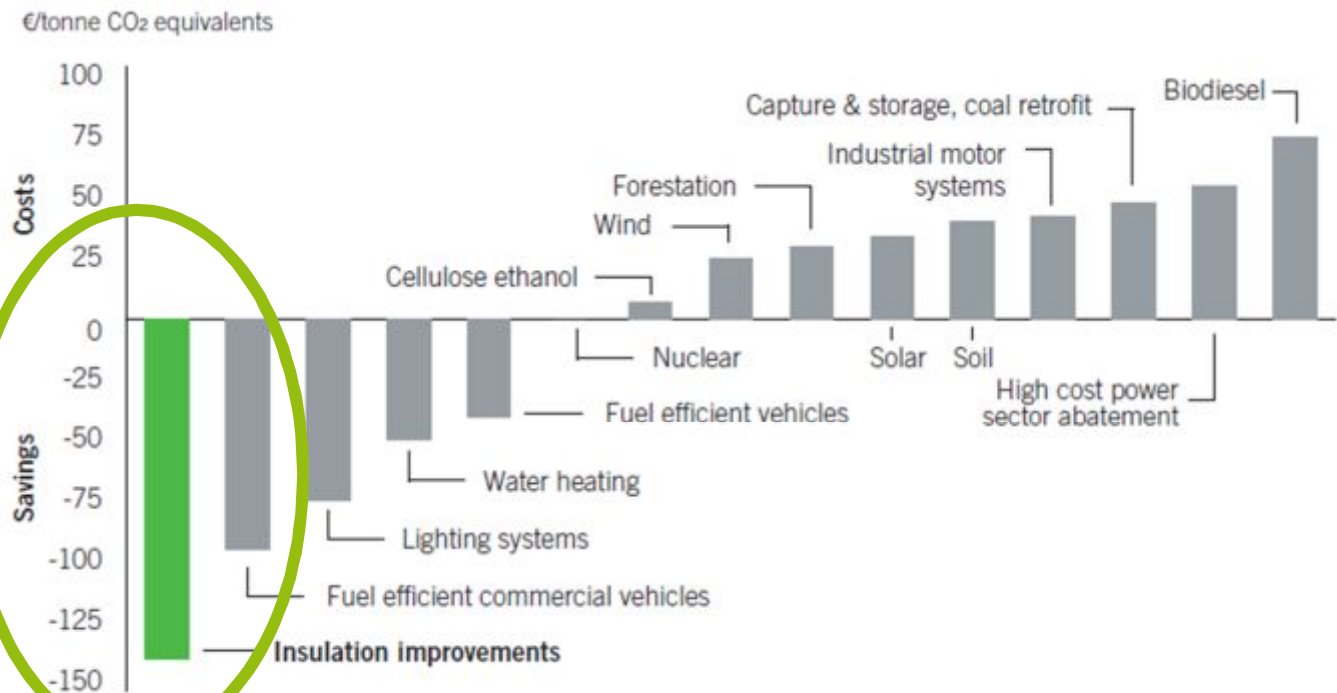 €/tonne CO₂ equivalents
Costs
Savings
100
75
50
25
0
-25
-50
-75
-100
-125
-150
Biodiesel
Capture & storage, coal retrofit
Industrial motor
systems
Forestation
Wind
Cellulose ethanol
Nuclear
Solar
Soil
High cost power
sector abatement
Fuel efficient vehicles
Water heating
Lighting systems
Fuel efficient commercial vehicles
Insulation improvements